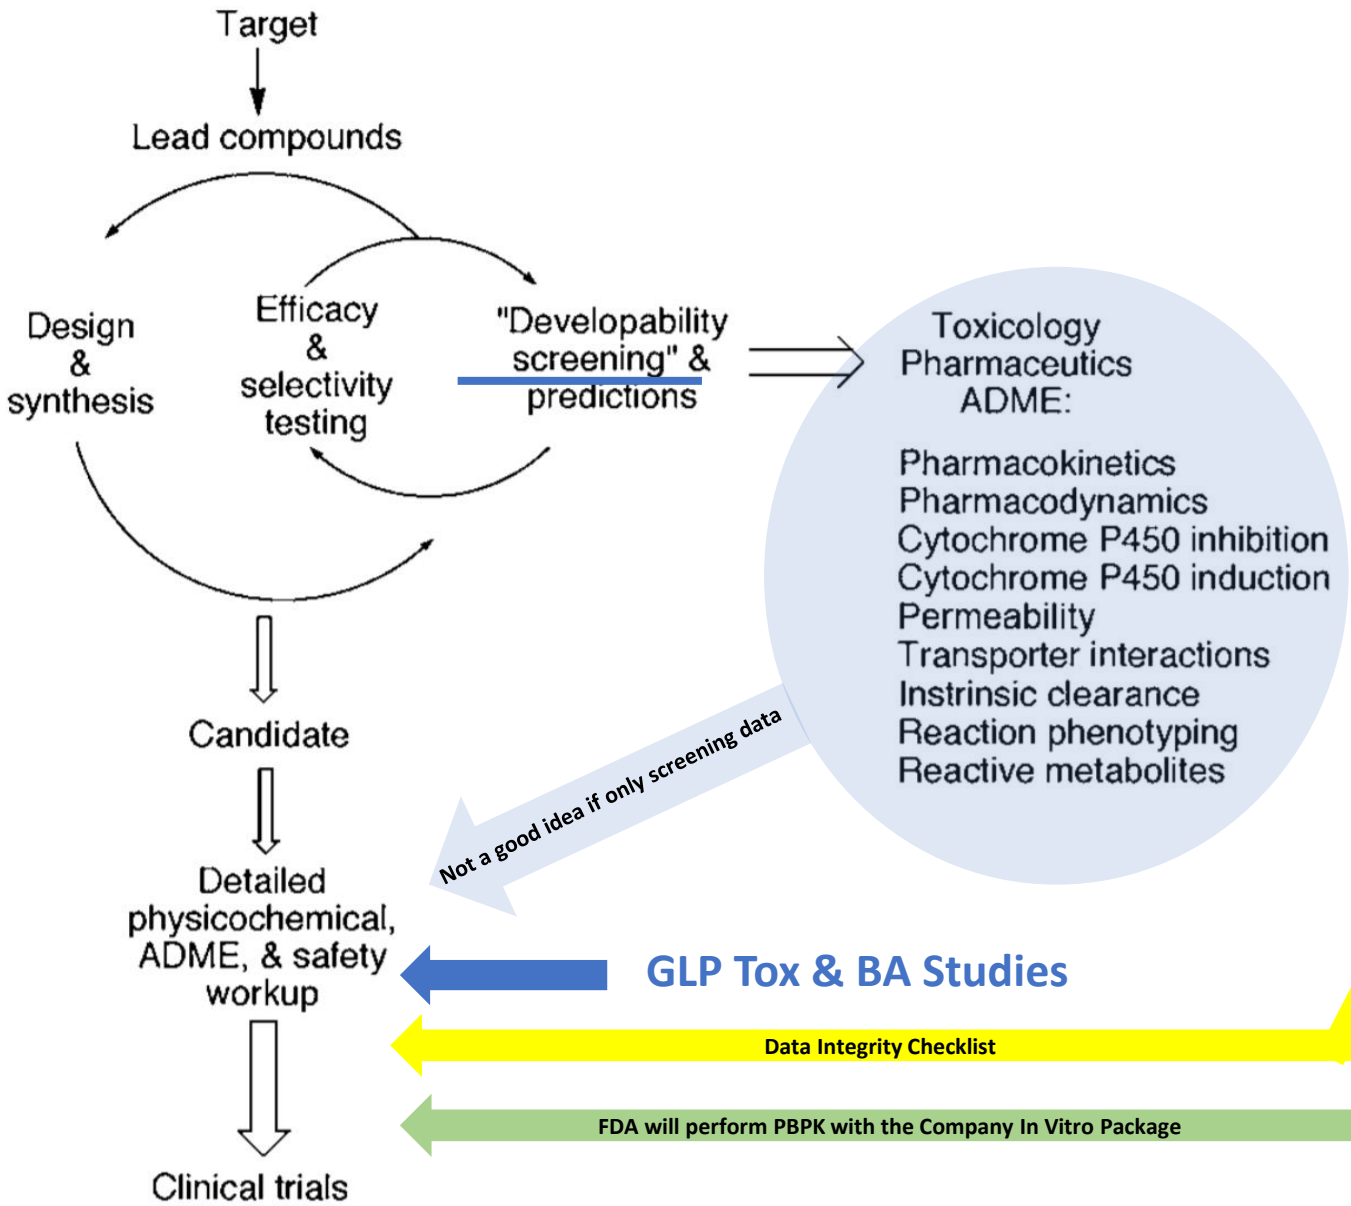 Target
Lead compounds
Design
&
synthesis
Efficacy
&
selectivity
testing
"Developability
screening" &
predictions
Toxicology
Pharmaceutics
ADME:
Pharmacokinetics
Pharmacodynamics
Cytochrome P450 inhibition
Cytochrome P450 induction
Permeability
Transporter interactions
Instrinsic clearance
Reaction phenotyping
Reactive metabolites
Not a good idea if only screening data
Candidate
Detailed
physicochemical,
ADME, & safety
workup
GLP Tox & BA Studies
Data Integrity Checklist
FDA will perform PBPK with the Company In Vitro Package
Clinical trials